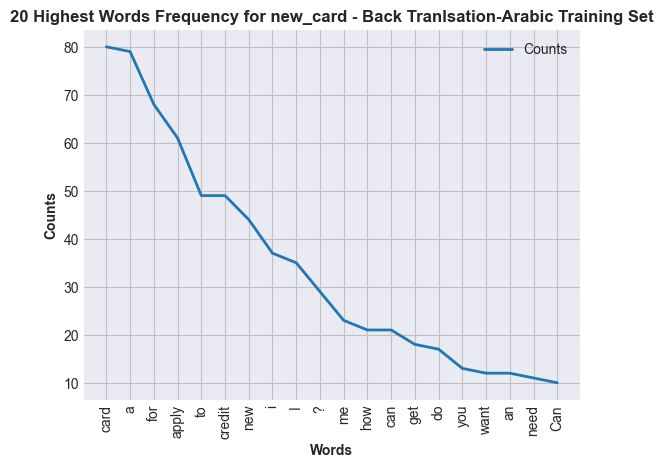 20 Highest Words Frequency for new_card - Back Tranlsation-Arabic Training Set
Counts
80
70
60
50
40
30
20
10
Counts
card
a
for
apply
to
credit
new
i
I
?
me
how
can
get
do
you
want
an
need
Can
Words